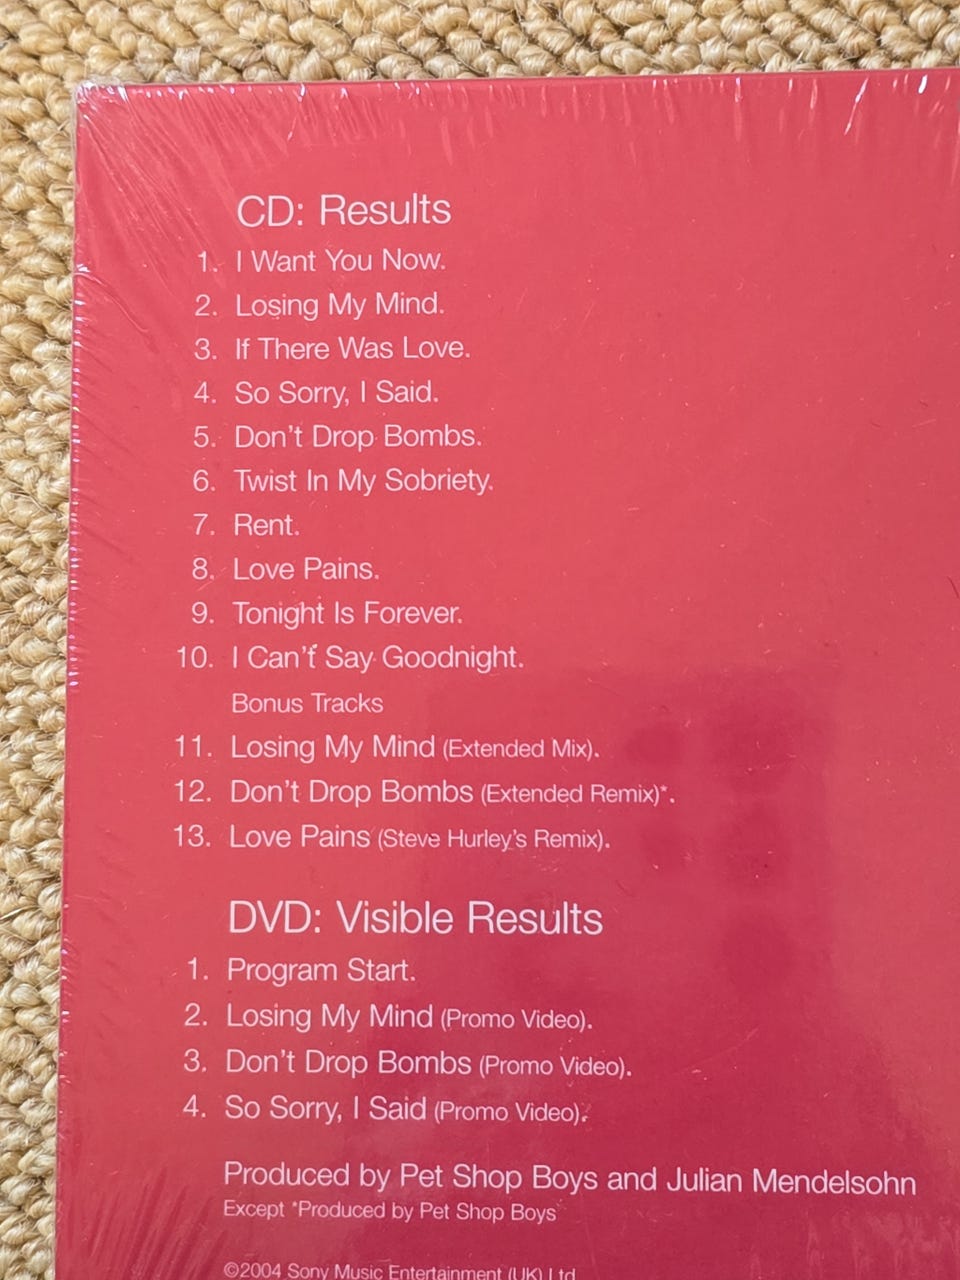 CD: Results
1. I Want You Now.
2. Losing My Mind.
3. If There Was Love.
4. So Sorry, I Said.
5. Don't Drop Bombs.
6. Twist In My Sobriety.
7. Rent.
8. Love Pains.
9. Tonight Is Forever.
10. I Can't Say Goodnight.
Bonus Tracks
11. Losing My Mind (Extended Mix).
12. Don't Drop Bombs (Extended Remix)*.
13. Love Pains (Steve Hurley's Remix).
DVD: Visible Results
1. Program Start.
2. Losing My Mind (Promo Video).
3. Don't Drop Bombs (Promo Video).
4. So Sorry, I Said (Promo Video).
Produced by Pet Shop Boys and Julian Mendelsohn
Except *Produced by Pet Shop Boys
©2004 Sony Music Entertainment (UK) Ltd